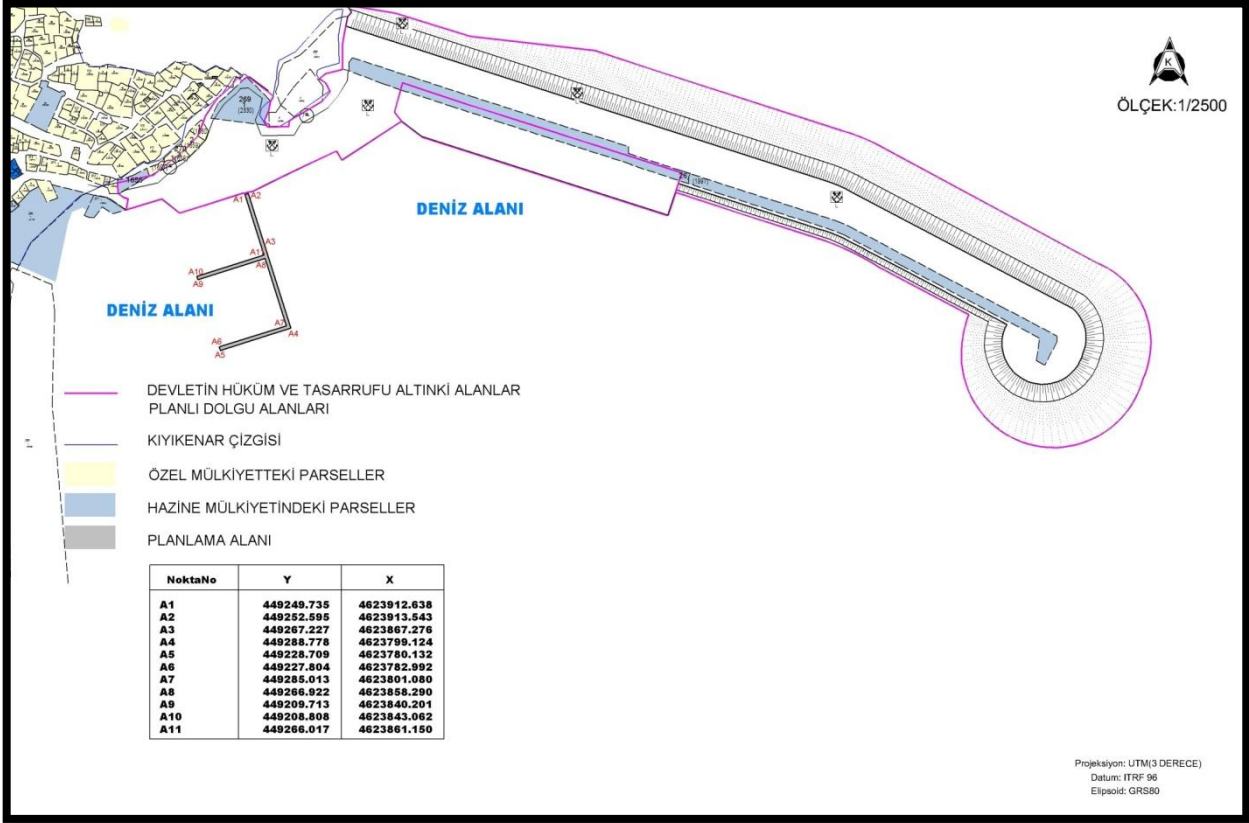 K
ÖLÇEK:1/2500
269
(2330)
1656
(1997)
A1
A2
DENİZ ALANI
A3
A1
A8
A10
A9
DENİZ ALANI
A7
A4
A6
A5
DEVLETİN HÜKÜM VE TASARRUFU ALTINKİ ALANLAR
PLANLI DOLGU ALANLARI
KIYIKENAR ÇİZGİSİ
ÖZEL MÜLKİYETTEKİ PARSELLER
HAZİNE MÜLKİYETİNDEKİ PARSELLER
PLANLAMA ALANI
NoktaNo Y X
A1 449249.735 4623912.638
A2 449252.595 4623913.543
A3 449267.227 4623867.276
A4 449288.778 4623799.124
A5 449228.709 4623780.132
A6 449227.804 4623782.992
A7 449285.013 4623801.080
A8 449266.922 4623858.290
A9 449209.713 4623840.201
A10 449208.808 4623843.062
A11 449266.017 4623861.150
Projeksiyon: UTM(3 DERECE)
Datum: ITRF 96
Elipsoid: GRS80